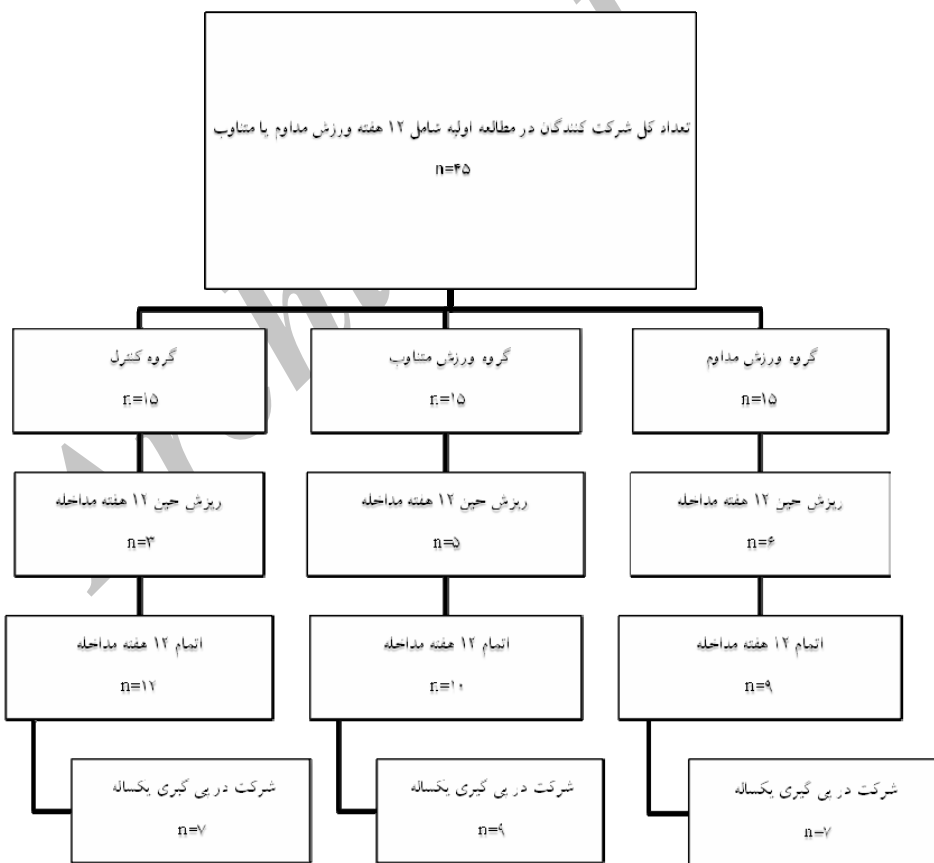 تعداد کل شرکت کنندگان در مطالعه اولیه شامل ۱۲ هفته ورزش مداوم یا متناوب
n=۴۵
گروه ورزش مداوم
n=۱۵
گروه ورزش متناوب
n=۱۵
گروه کنترل
n=۱۵
ریزش حین ۱۲ هفته مداخله
n=۶
ریزش حین ۱۲ هفته مداخله
n=۵
ریزش حین ۱۲ هفته مداخله
n=۳
اتمام ۱۲ هفته مداخله
n=۹
اتمام ۱۲ هفته مداخله
n=۱۰
اتمام ۱۲ هفته مداخله
n=۱۲
شرکت در پی گیری یکساله
n=۷
شرکت در پی گیری یکساله
n=۹
شرکت در پی گیری یکساله
n=۷